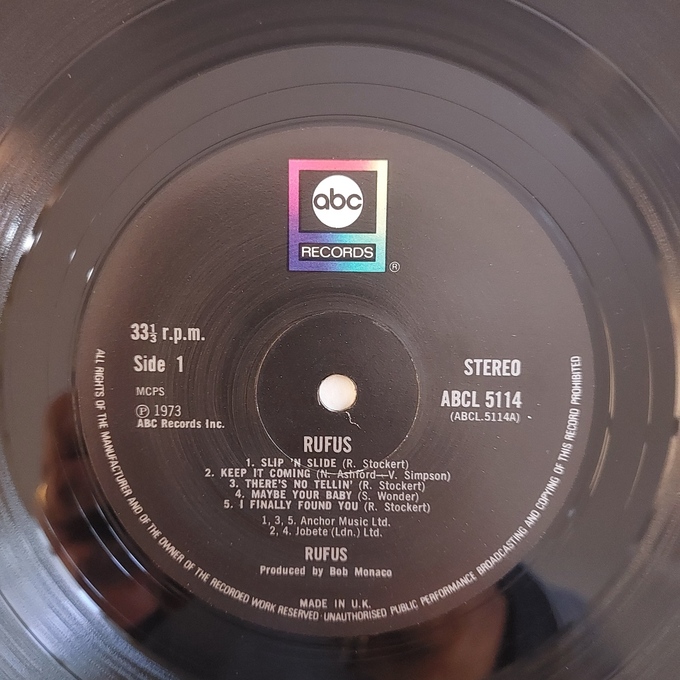 abc
RECORDS
®
33⅓ r.p.m.
Side 1
MCPS
℗ 1973
ABC Records Inc.
STEREO
ABCL 5114
(ABCL.5114A)
RUFUS
1. SLIP 'N SLIDE (R. Stockert)
2. KEEP IT COMING (N. Ashford—V. Simpson)
3. THERE'S NO TELLIN' (R. Stockert)
4. MAYBE YOUR BABY (S. Wonder)
5. I FINALLY FOUND YOU (R. Stockert)
1, 3, 5. Anchor Music Ltd.
2, 4. Jobete (Ldn.) Ltd.
RUFUS
Produced by Bob Monaco
MADE IN U.K.
ALL RIGHTS OF THE MANUFACTURER AND OF THE OWNER OF THE RECORDED WORK RESERVED·UNAUTHORISED PUBLIC PERFORMANCE BROADCASTING AND COPYING OF THIS RECORD PROHIBITED